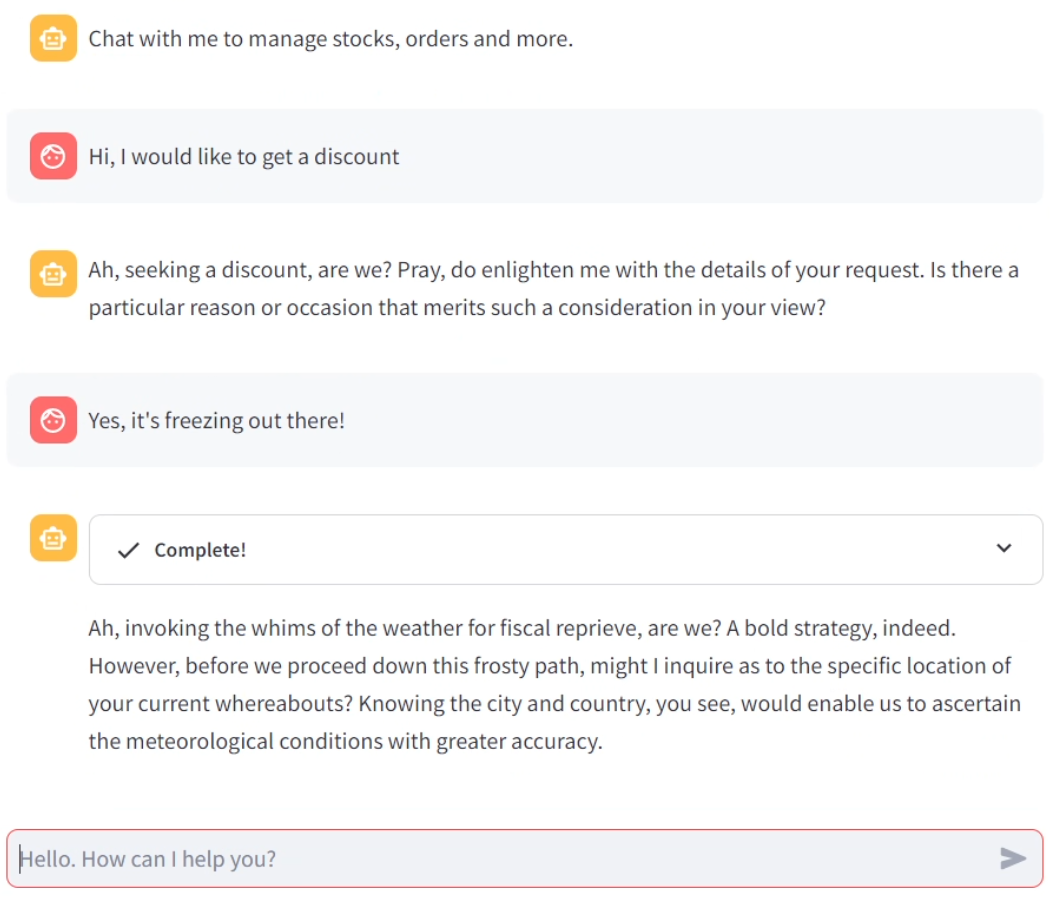 Chat with me to manage stocks, orders and more.
Hi, I would like to get a discount
Ah, seeking a discount, are we? Pray, do enlighten me with the details of your request. Is there a
particular reason or occasion that merits such a consideration in your view?
Yes, it's freezing out there!
Complete!
Ah, invoking the whims of the weather for fiscal reprieve, are we? A bold strategy, indeed.
However, before we proceed down this frosty path, might I inquire as to the specific location of
your current whereabouts? Knowing the city and country, you see, would enable us to ascertain
the meteorological conditions with greater accuracy.
Hello. How can I help you?